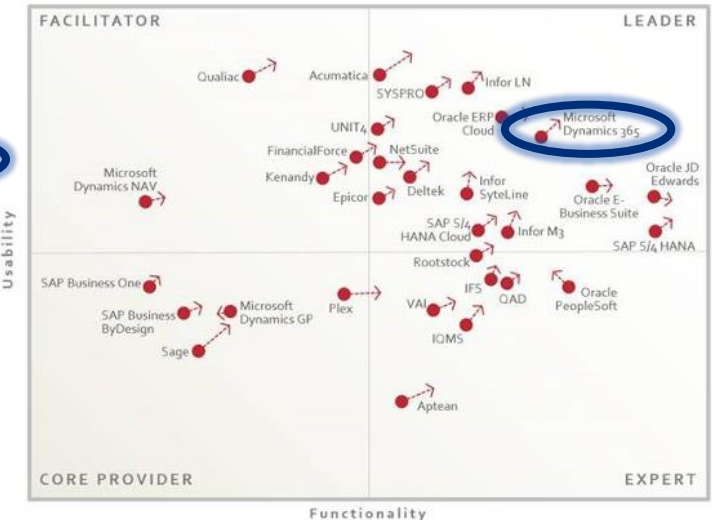 FACILITATOR
LEADER
Qualiac
Acumatica
Infor LN
SYSPRO
Oracle ERP
Cloud
Microsoft
Dynamics 365
UNIT4
FinancialForce
NetSuite
Kenandy
Deltek
Microsoft
Dynamics NAV
Epicor
Infor
SyteLine
Oracle E-
Business Suite
Oracle JD
Edwards
SAP S/4
HANA Cloud
Infor M3
SAP S/4 HANA
Usability
Rootstock
SAP Business One
IFS
QAD
Oracle
PeopleSoft
SAP Business
ByDesign
Microsoft
Dynamics GP
Plex
VAI
IQMS
Sage
Aptean
CORE PROVIDER
EXPERT
Functionality